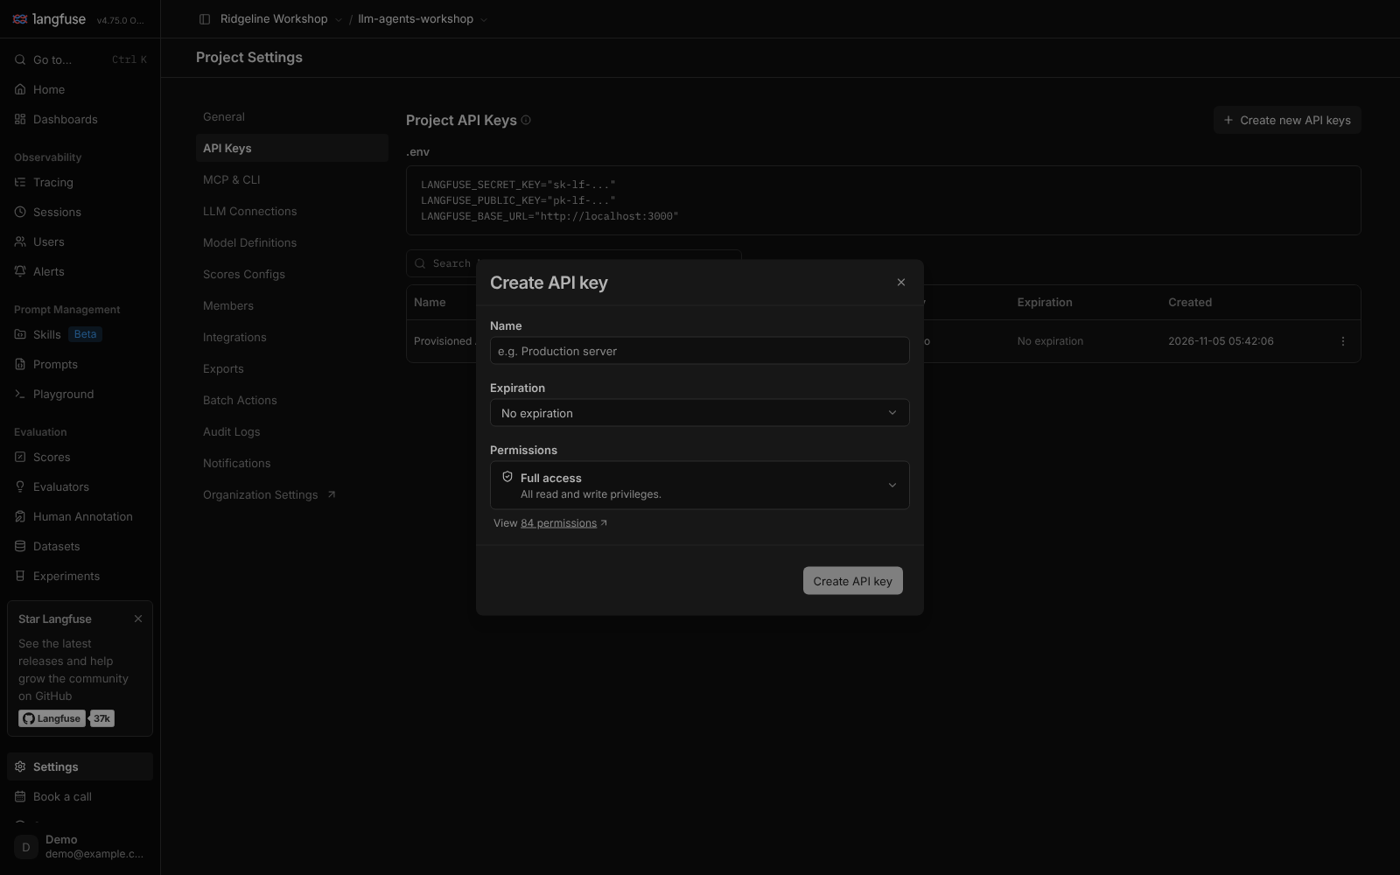 langfuse v4.75.0 O...
Ridgeline Workshop / llm-agents-workshop
Go to... Ctrl K
Home
Dashboards
Observability
Tracing
Sessions
Users
Alerts
Prompt Management
Skills Beta
Prompts
Playground
Evaluation
Scores
Evaluators
Human Annotation
Datasets
Experiments
Star Langfuse
See the latest
releases and help
grow the community
on GitHub
Langfuse 37k
Settings
Book a call
D
Demo
demo@example.c...
Project Settings
General
API Keys
MCP & CLI
LLM Connections
Model Definitions
Scores Configs
Members
Integrations
Exports
Batch Actions
Audit Logs
Notifications
Organization Settings
Project API Keys
Create new API keys
.env
LANGFUSE_SECRET_KEY="sk-lf-..."
LANGFUSE_PUBLIC_KEY="pk-lf-..."
LANGFUSE_BASE_URL="http://localhost:3000"
Search
Name Expiration Created
Provisioned No expiration 2026-11-05 05:42:06
Create API key
Name
e.g. Production server
Expiration
No expiration
Permissions
Full access
All read and write privileges.
View 84 permissions
Create API key